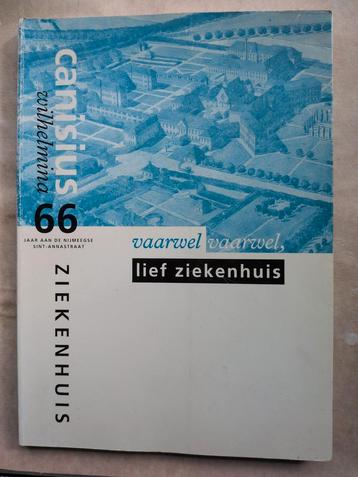 canisius
wilhelmina
66
JAAR AAN DE NIJMEEGSE
SINT-ANNASTRAAT
ZIEKENHUIS
vaarwel vaarwel,
lief ziekenhuis